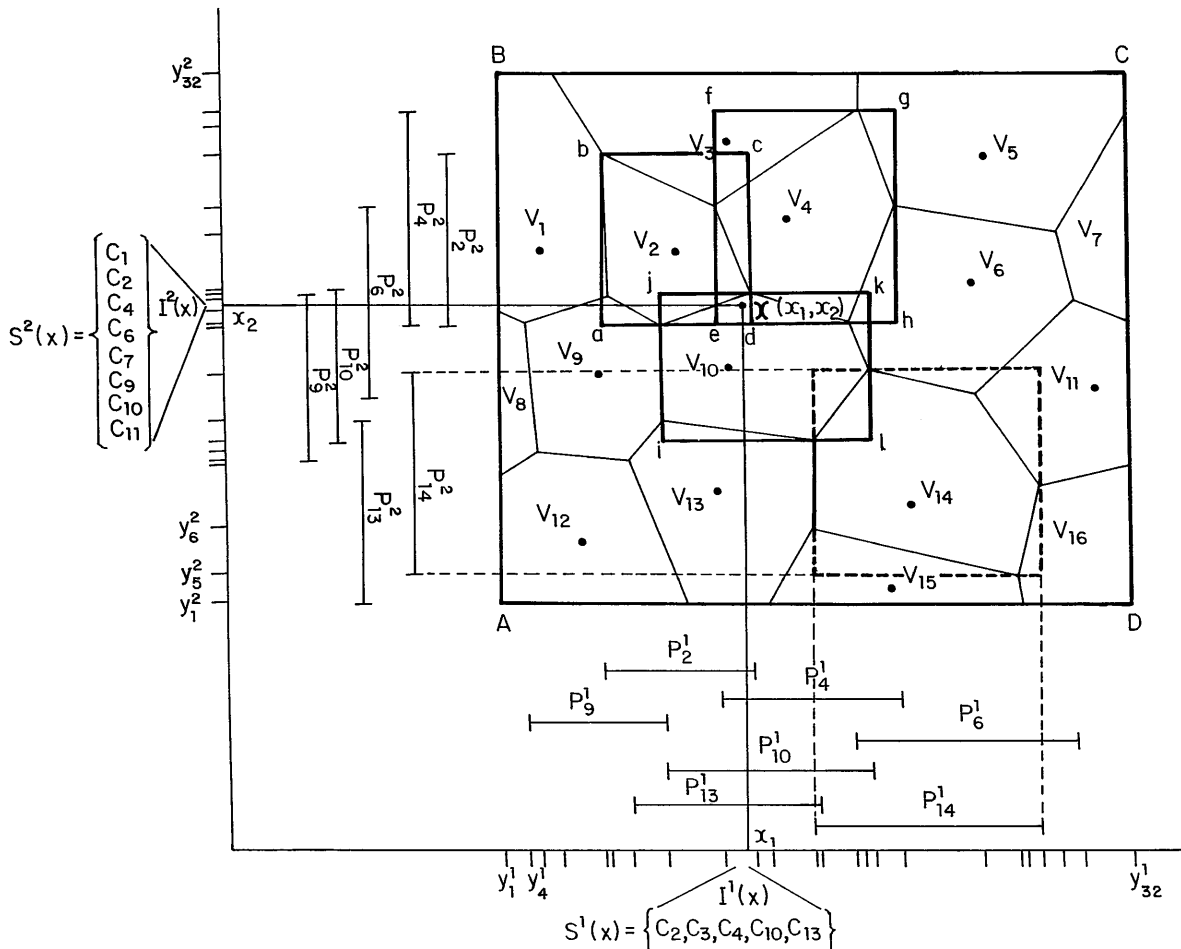 B C
y²₃₂
f g
b V₃ c V₅
P²₄ P²₂ V₁ V₂ V₄ V₇
P²₆ V₆
j k
S²(x) = { C₁ C₂ C₄ C₆ C₇ C₉ C₁₀ C₁₁ } I²(x) x₂
X (x₁, x₂)
a e d h
P²₉ P²₁₀ V₉ V₁₀
V₈ V₁₁
i l
P²₁₃ P²₁₄ V₁₃ V₁₄
y²₆ V₁₂ V₁₆
y²₅ V₁₅
y²₁
A D
P¹₂
P¹₄
P¹₉ P¹₆
P¹₁₀
P¹₁₃ P¹₁₄
x₁
y¹₁ y¹₄ y¹₃₂
I¹(x)
S¹(x) = {C₂,C₃,C₄,C₁₀,C₁₃}